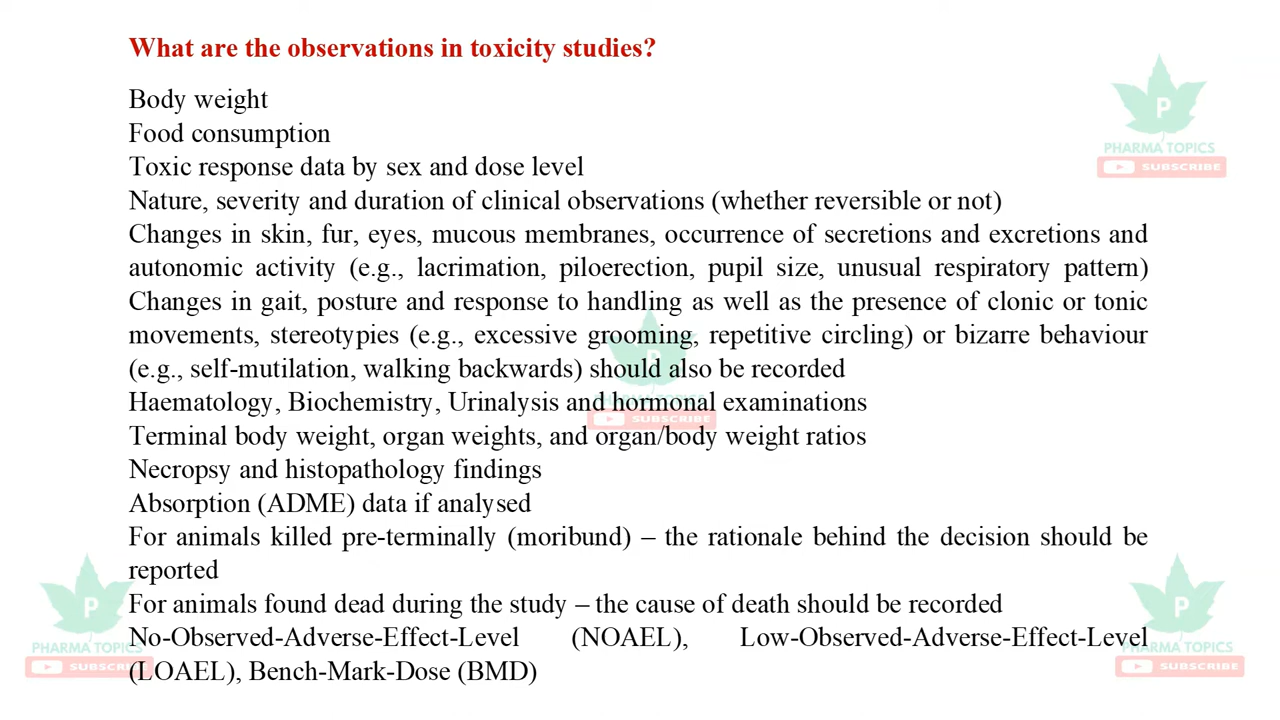 What are the observations in toxicity studies?
Body weight
Food consumption
Toxic response data by sex and dose level
Nature, severity and duration of clinical observations (whether reversible or not)
Changes in skin, fur, eyes, mucous membranes, occurrence of secretions and excretions and
autonomic activity (e.g., lacrimation, piloerection, pupil size, unusual respiratory pattern)
Changes in gait, posture and response to handling as well as the presence of clonic or tonic
movements, stereotypies (e.g., excessive grooming, repetitive circling) or bizarre behaviour
(e.g., self-mutilation, walking backwards) should also be recorded
Haematology, Biochemistry, Urinalysis and hormonal examinations
Terminal body weight, organ weights, and organ/body weight ratios
Necropsy and histopathology findings
Absorption (ADME) data if analysed
For animals killed pre-terminally (moribund) – the rationale behind the decision should be
reported
For animals found dead during the study – the cause of death should be recorded
No-Observed-Adverse-Effect-Level (NOAEL), Low-Observed-Adverse-Effect-Level
(LOAEL), Bench-Mark-Dose (BMD)
P
PHARMA TOPICS
SUBSCRIBE
P
SUBSCRIBE
P
PHARMA TOPICS
SUBSCRIBE
P
PHARMA TOPICS
SUBSCRIBE